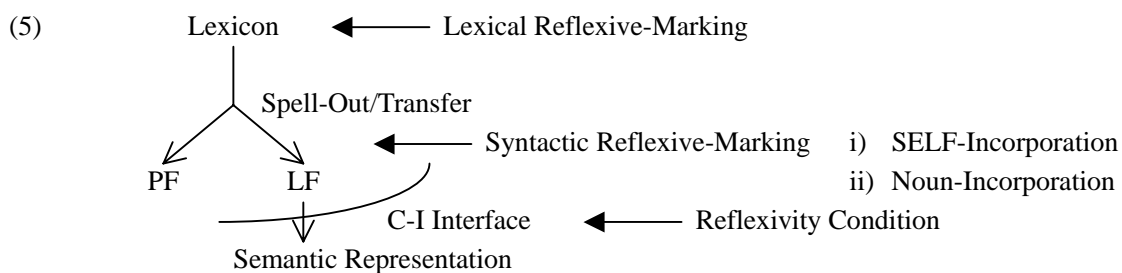 (5) Lexicon Lexical Reflexive-Marking
Spell-Out/Transfer
Syntactic Reflexive-Marking i) SELF-Incorporation
PF LF ii) Noun-Incorporation
C-I Interface Reflexivity Condition
Semantic Representation